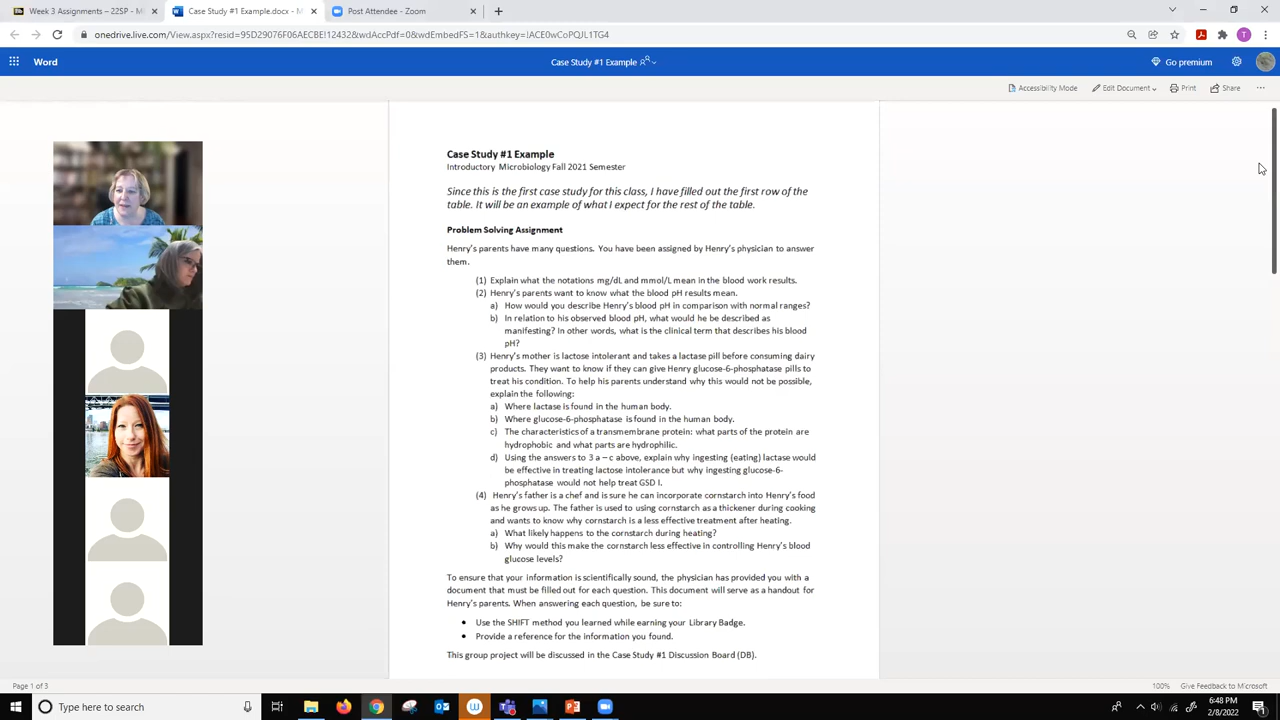 Week 3 Assignments – 22SP - M
Case Study #1 Example.docx - M
Post Attendee - Zoom
onedrive.live.com/View.aspx?resid=95D29076F06AECBE!12432&wdAccPdf=0&wdEmbedFS=1&authkey=!ACE0wCoPQJL1TG4
T
Word
Case Study #1 Example
Go premium
Accessibility Mode
Edit Document
Print
Share
Case Study #1 Example
Introductory Microbiology Fall 2021 Semester
Since this is the first case study for this class, I have filled out the first row of the
table. It will be an example of what I expect for the rest of the table.
Problem Solving Assignment
Henry's parents have many questions. You have been assigned by Henry's physician to answer
them.
(1) Explain what the notations mg/dL and mmol/L mean in the blood work results.
(2) Henry's parents want to know what the blood pH results mean.
a) How would you describe Henry's blood pH in comparison with normal ranges?
b) In relation to his observed blood pH, what would he be described as
manifesting? In other words, what is the clinical term that describes his blood
pH?
(3) Henry's mother is lactose intolerant and takes a lactase pill before consuming dairy
products. They want to know if they can give Henry glucose-6-phosphatase pills to
treat his condition. To help his parents understand why this would not be possible,
explain the following:
a) Where lactase is found in the human body.
b) Where glucose-6-phosphatase is found in the human body.
c) The characteristics of a transmembrane protein: what parts of the protein are
hydrophobic and what parts are hydrophilic.
d) Using the answers to 3 a – c above, explain why ingesting (eating) lactase would
be effective in treating lactose intolerance but why ingesting glucose-6-
phosphatase would not help treat GSD I.
(4) Henry's father is a chef and is sure he can incorporate cornstarch into Henry's food
as he grows up. The father is used to using cornstarch as a thickener during cooking
and wants to know why cornstarch is a less effective treatment after heating.
a) What likely happens to the cornstarch during heating?
b) Why would this make the cornstarch less effective in controlling Henry's blood
glucose levels?
To ensure that your information is scientifically sound, the physician has provided you with a
document that must be filled out for each question. This document will serve as a handout for
Henry's parents. When answering each question, be sure to:
• Use the SHIFT method you learned while earning your Library Badge.
• Provide a reference for the information you found.
This group project will be discussed in the Case Study #1 Discussion Board (DB).
Page 1 of 3
100%
Give Feedback to Microsoft
Type here to search
6:48 PM
2/8/2022